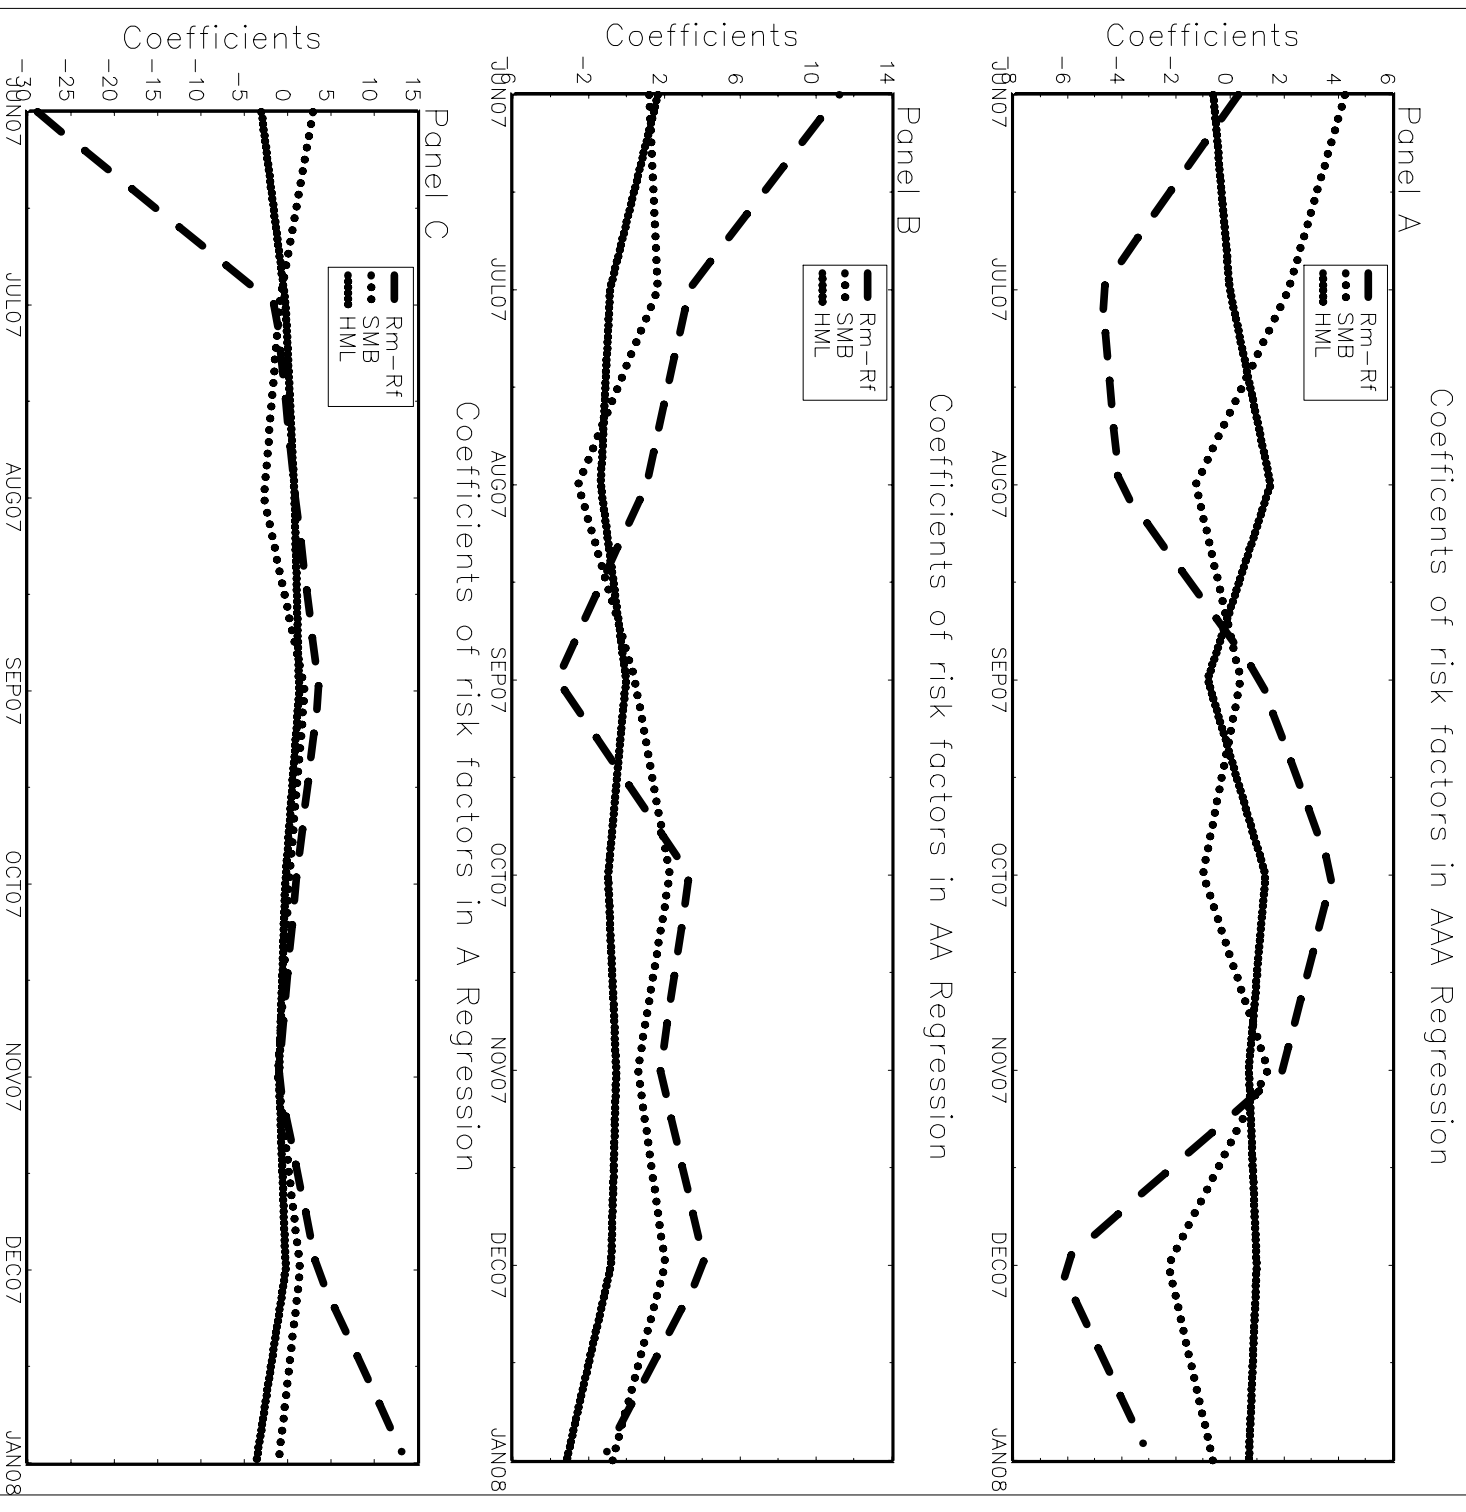 Panel A
Coefficents of risk factors in AAA Regression
Coefficients
6
4
2
0
−2
−4
−6
−8
Rm−Rf
SMB
HML
JUN07
JUL07
AUG07
SEP07
OCT07
NOV07
DEC07
JAN08
Panel B
Coefficients of risk factors in AA Regression
Coefficients
14
10
6
2
−2
−6
Rm−Rf
SMB
HML
JUN07
JUL07
AUG07
SEP07
OCT07
NOV07
DEC07
JAN08
Panel C
Coefficients of risk factors in A Regression
Coefficients
15
10
5
0
−5
−10
−15
−20
−25
−30
Rm−Rf
SMB
HML
JUN07
JUL07
AUG07
SEP07
OCT07
NOV07
DEC07
JAN08